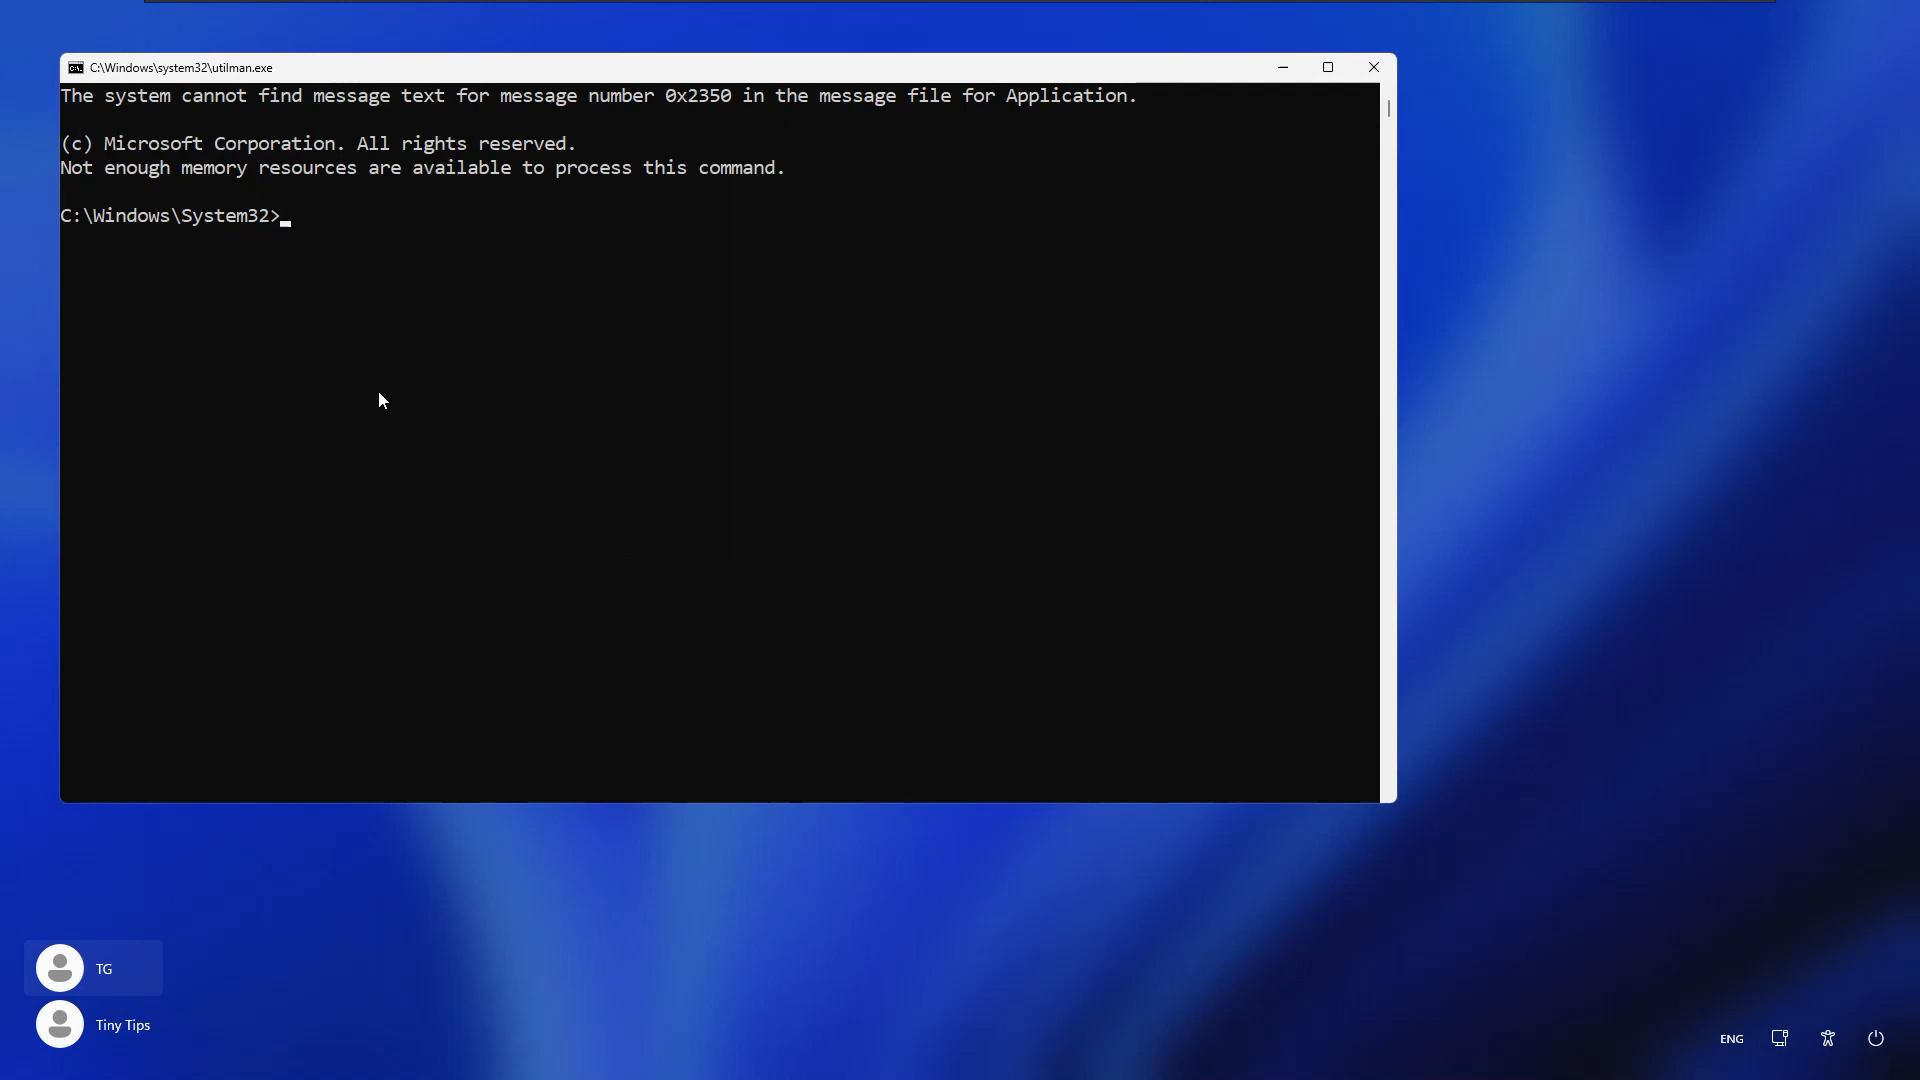 C:\Windows\system32\utilman.exe
The system cannot find message text for message number 0x2350 in the message file for Application.
(c) Microsoft Corporation. All rights reserved.
Not enough memory resources are available to process this command.
C:\Windows\System32>
TG
Tiny Tips
ENG